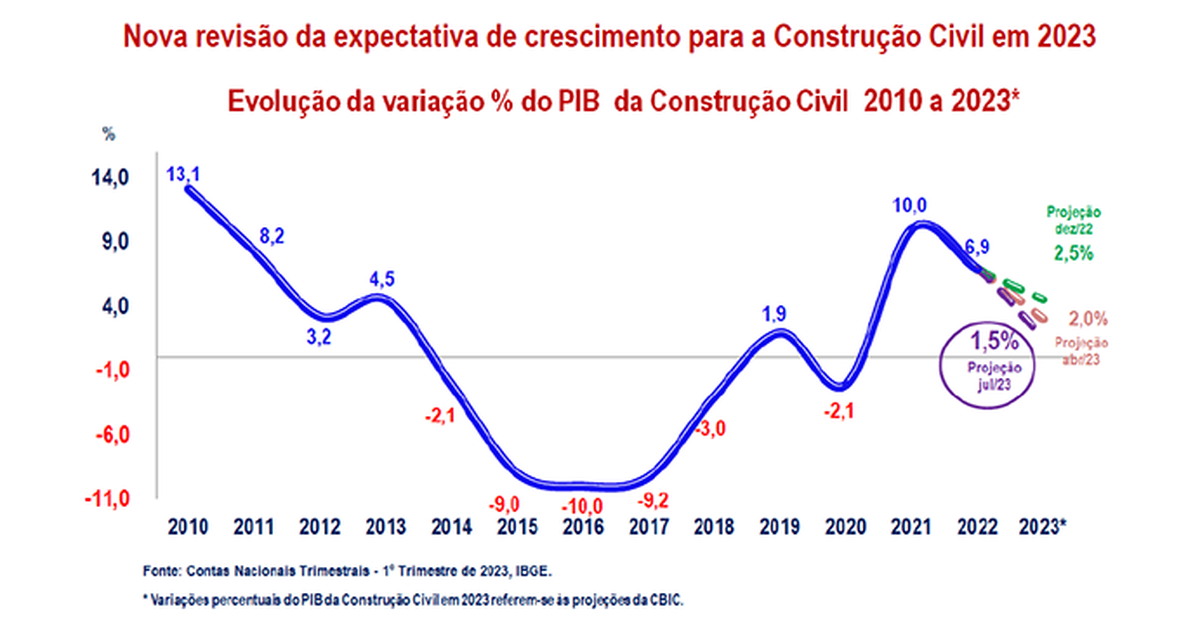 Nova revisão da expectativa de crescimento para a Construção Civil em 2023
Evolução da variação % do PIB da Construção Civil 2010 a 2023*
%
14,0
9,0
4,0
-1,0
-6,0
-11,0
13,1
8,2
3,2
4,5
-2,1
-9,0
-10,0
-9,2
-3,0
1,9
-2,1
10,0
6,9
Projeção
dez/22
2,5%
2,0%
Projeção
abr/23
1,5%
Projeção
jul/23
2010 2011 2012 2013 2014 2015 2016 2017 2018 2019 2020 2021 2022 2023*
Fonte: Contas Nacionais Trimestrais - 1º Trimestre de 2023, IBGE.
* Variações percentuais do PIB da Construção Civil em 2023 referem-se às projeções da CBIC.